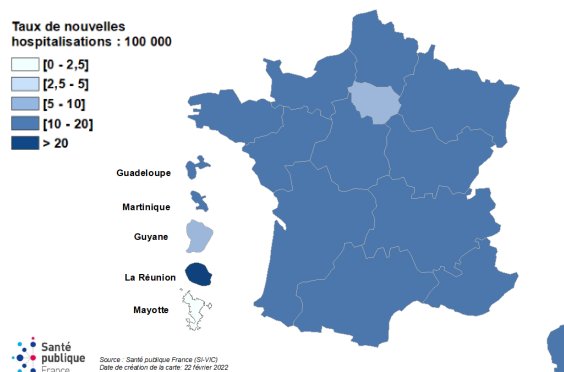 Taux de nouvelles
hospitalisations : 100 000
[0 - 2,5]
[2,5 - 5]
[5 - 10]
[10 - 20]
> 20
Guadeloupe
Martinique
Guyane
La Réunion
Mayotte
Santé
publique
France
Source : Santé publique France (SI-VIC)
Date de création de la carte: 22 février 2022